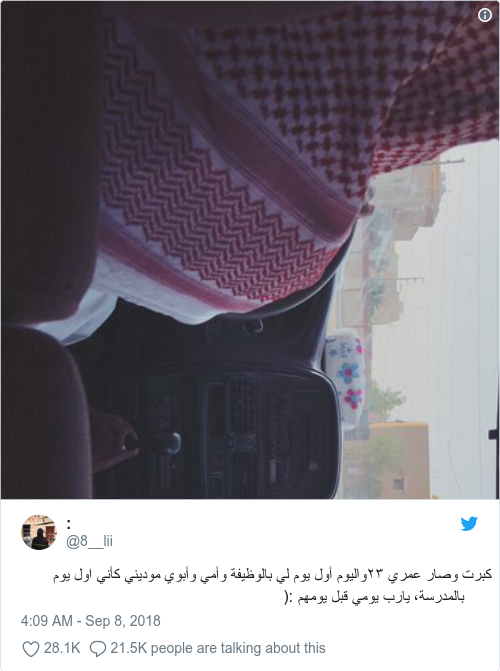 :
@8__lii
كبرت وصار عمري ٢٣واليوم أول يوم لي بالوظيفة وأمي وأبوي موديني كأني اول يوم
بالمدرسة، يارب يومي قبل يومهم :(
4:09 AM - Sep 8, 2018
28.1K 21.5K people are talking about this